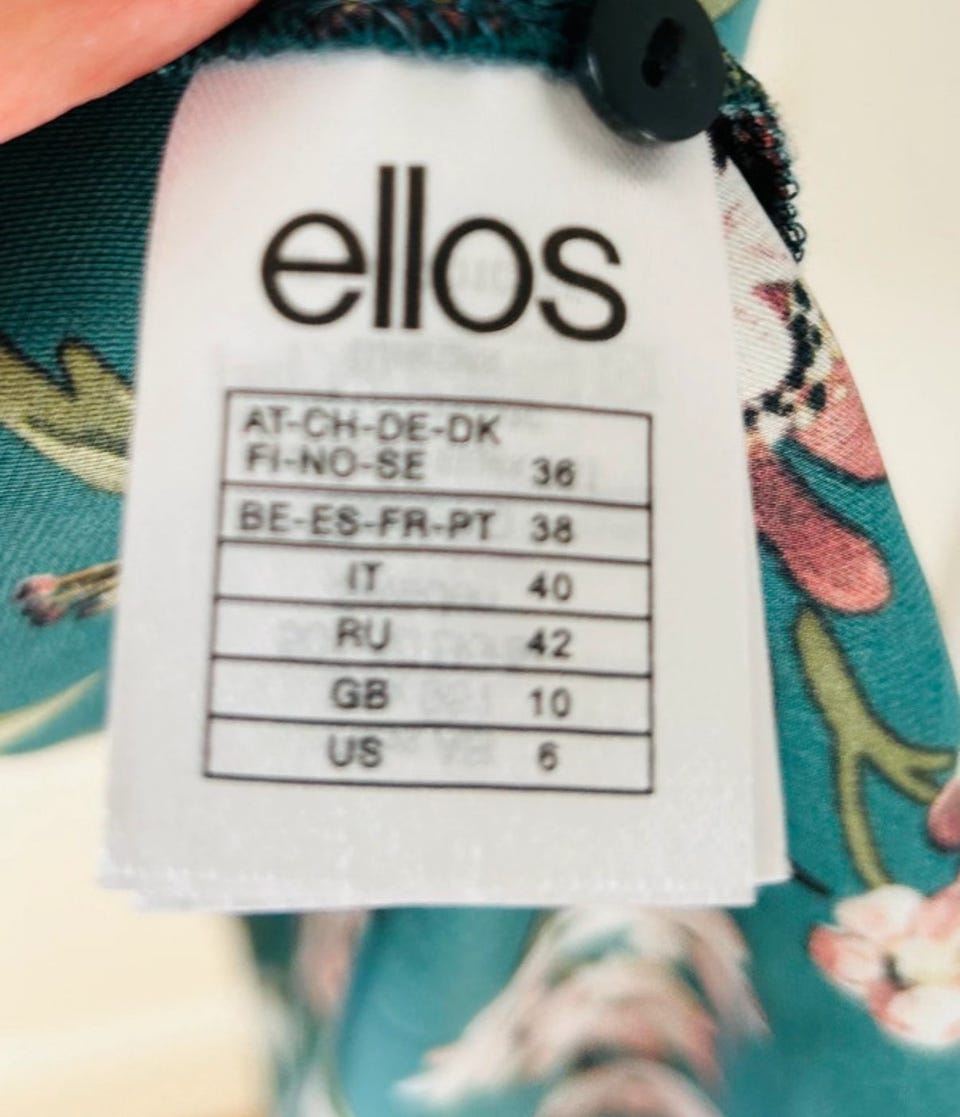 ellos
AT-CH-DE-DK
FI-NO-SE 36
BE-ES-FR-PT 38
IT 40
RU 42
GB 10
US 6